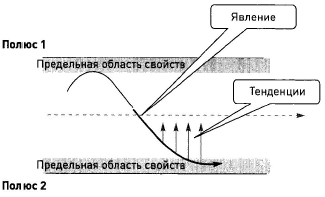 Явление
Полюс 1
Предельная область свойств
Тенденции
Предельная область свойств
Полюс 2